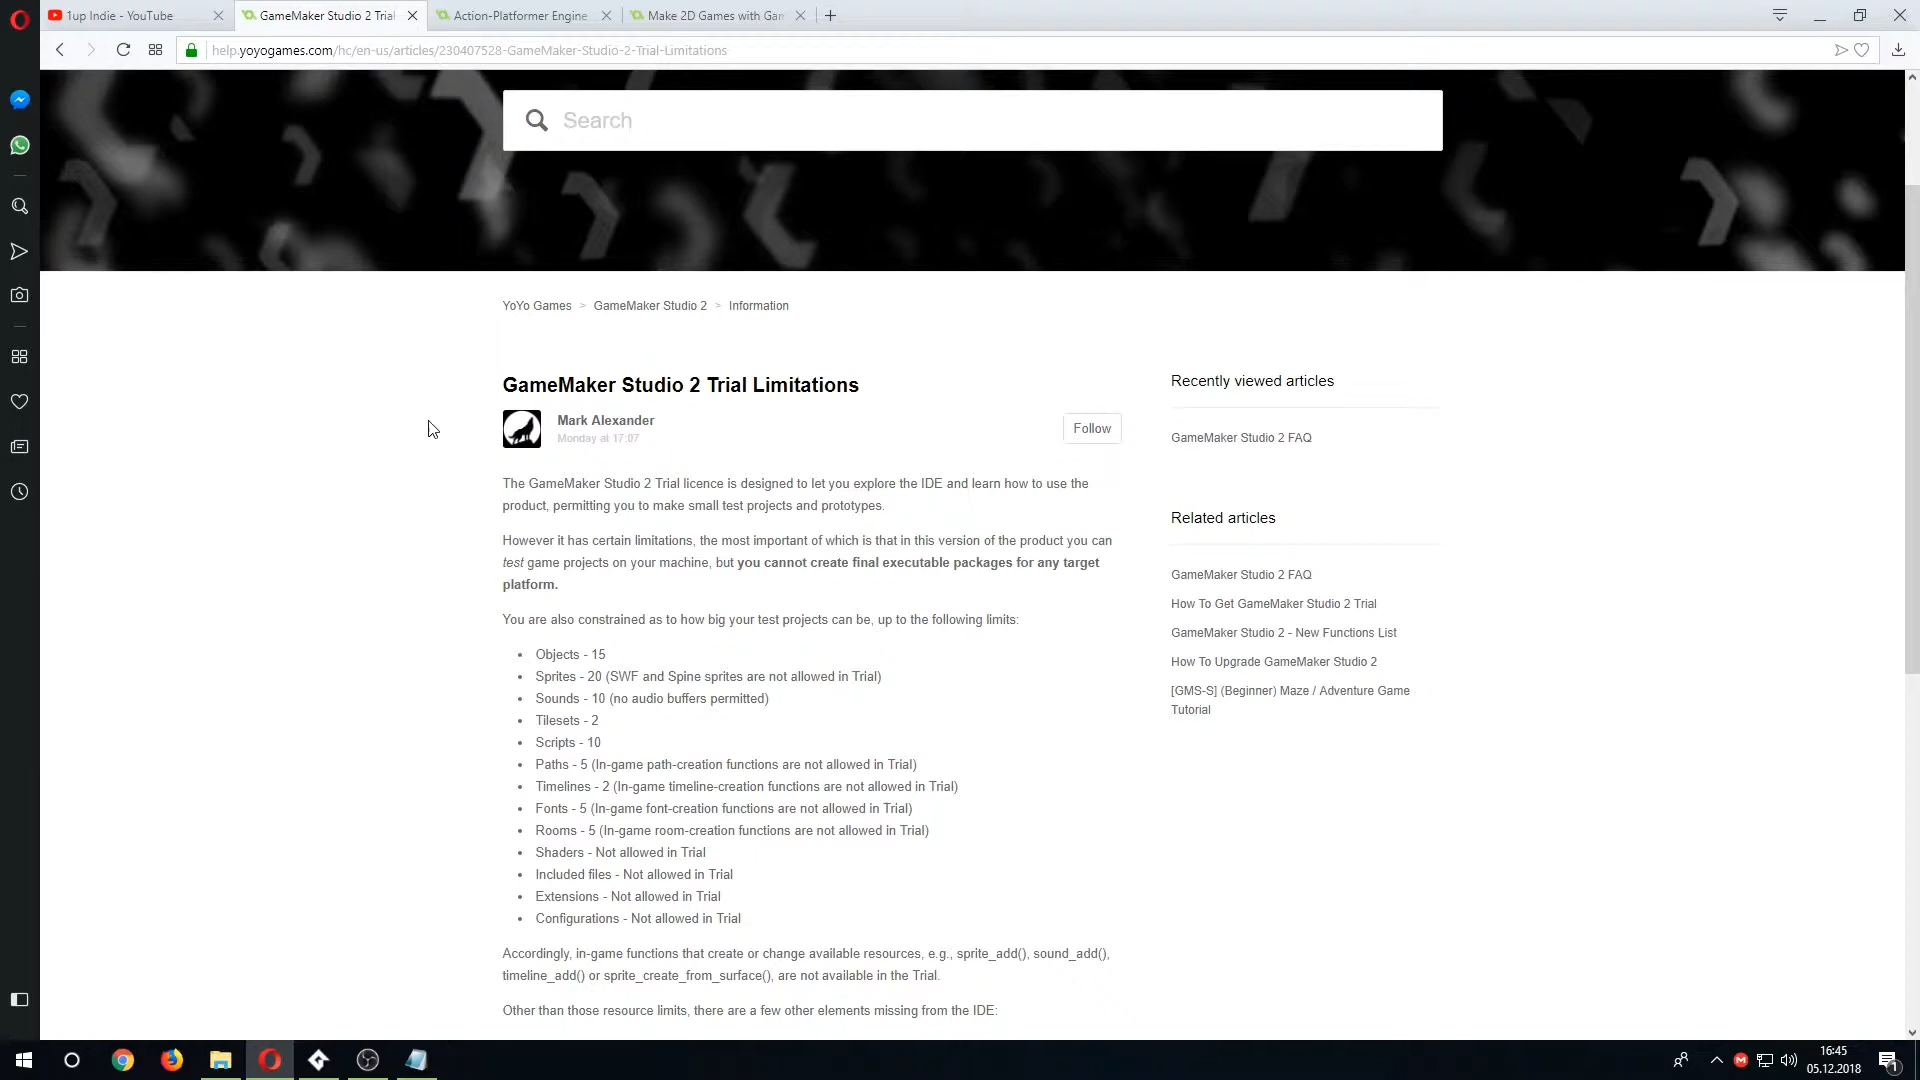 1up Indie - YouTube
GameMaker Studio 2 Trial
Action-Platformer Engine
Make 2D Games with Gam
help.yoyogames.com/hc/en-us/articles/230407528-GameMaker-Studio-2-Trial-Limitations
Search
YoYo Games > GameMaker Studio 2 > Information
GameMaker Studio 2 Trial Limitations
Mark Alexander
Monday at 17:07
Follow
The GameMaker Studio 2 Trial licence is designed to let you explore the IDE and learn how to use the
product, permitting you to make small test projects and prototypes.
However it has certain limitations, the most important of which is that in this version of the product you can
test game projects on your machine, but you cannot create final executable packages for any target
platform.
You are also constrained as to how big your test projects can be, up to the following limits:
• Objects - 15
• Sprites - 20 (SWF and Spine sprites are not allowed in Trial)
• Sounds - 10 (no audio buffers permitted)
• Tilesets - 2
• Scripts - 10
• Paths - 5 (In-game path-creation functions are not allowed in Trial)
• Timelines - 2 (In-game timeline-creation functions are not allowed in Trial)
• Fonts - 5 (In-game font-creation functions are not allowed in Trial)
• Rooms - 5 (In-game room-creation functions are not allowed in Trial)
• Shaders - Not allowed in Trial
• Included files - Not allowed in Trial
• Extensions - Not allowed in Trial
• Configurations - Not allowed in Trial
Accordingly, in-game functions that create or change available resources, e.g., sprite_add(), sound_add(),
timeline_add() or sprite_create_from_surface(), are not available in the Trial.
Other than those resource limits, there are a few other elements missing from the IDE:
Recently viewed articles
GameMaker Studio 2 FAQ
Related articles
GameMaker Studio 2 FAQ
How To Get GameMaker Studio 2 Trial
GameMaker Studio 2 - New Functions List
How To Upgrade GameMaker Studio 2
[GMS-S] (Beginner) Maze / Adventure Game
Tutorial
16:45
05.12.2018
1